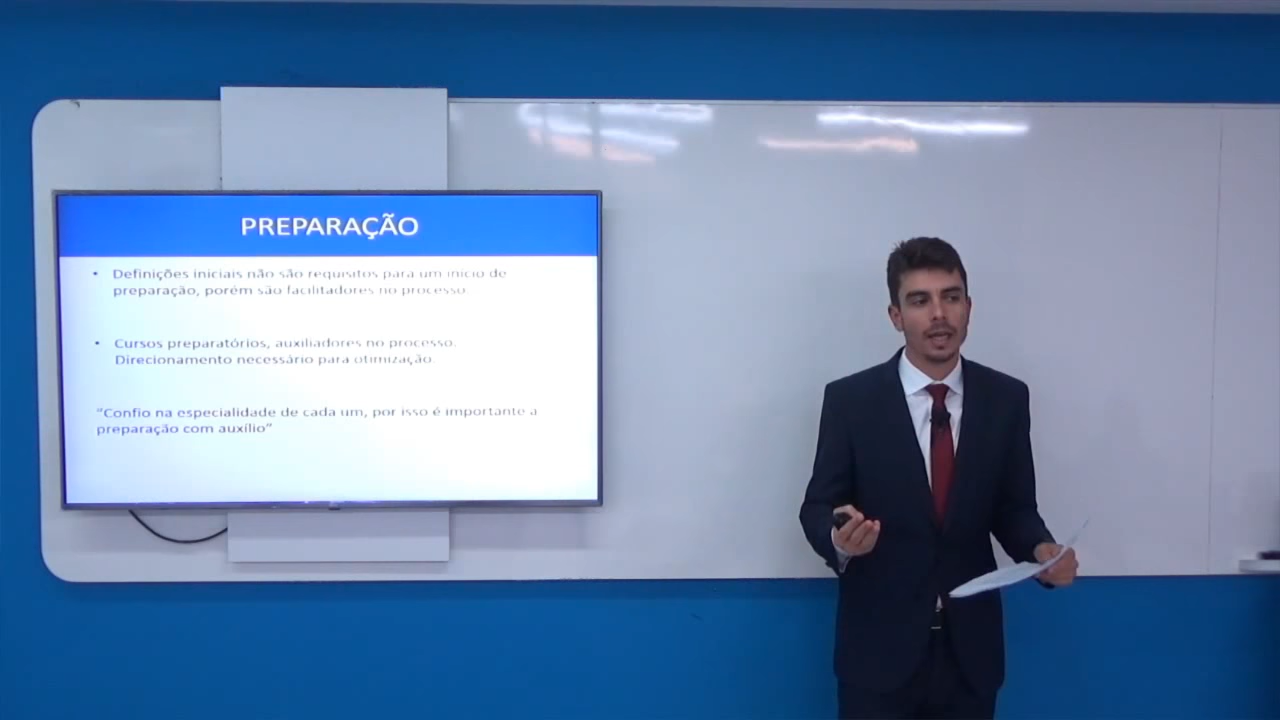 PREPARAÇÃO
• Definições iniciais não são requisitos para um início de
preparação, porém são facilitadores no processo.
• Cursos preparatórios, auxiliadores no processo.
Direcionamento necessário para otimização.
“Confio na especialidade de cada um, por isso é importante a
preparação com auxílio”